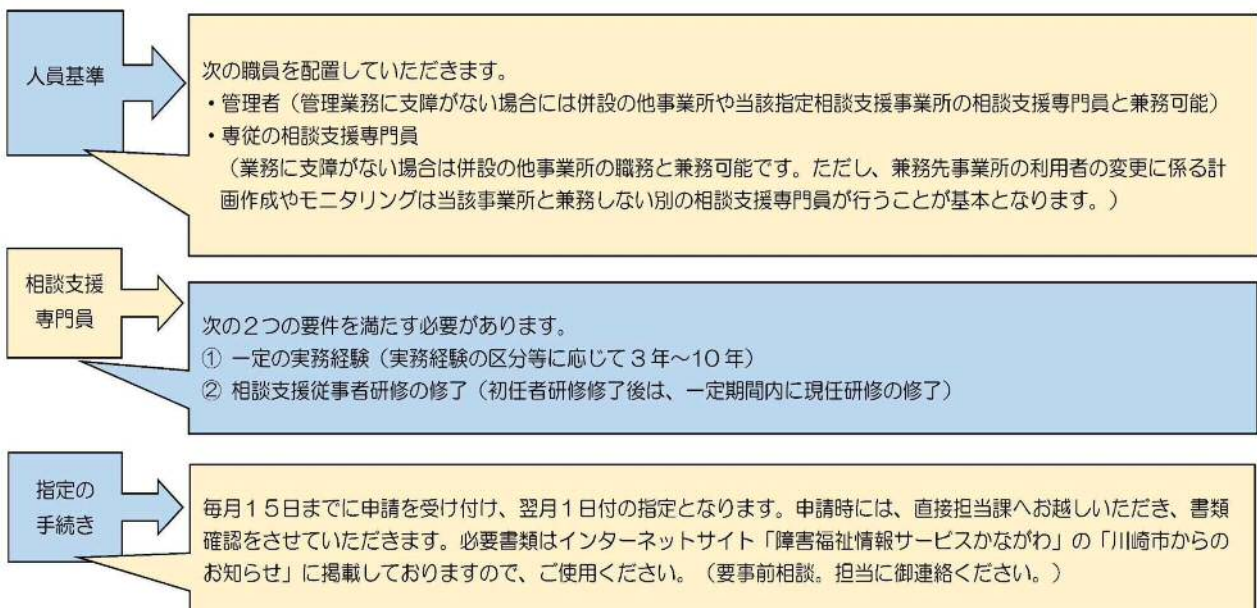 人員基準
次の職員を配置していただきます。
・管理者（管理業務に支障がない場合には併設の他事業所や当該指定相談支援事業所の相談支援専門員と兼務可能）
・専従の相談支援専門員
（業務に支障がない場合は併設の他事業所の職務と兼務可能です。ただし、兼務先事業所の利用者の変更に係る計
画作成やモニタリングは当該事業所と兼務しない別の相談支援専門員が行うことが基本となります。）
相談支援
専門員
次の２つの要件を満たす必要があります。
① 一定の実務経験（実務経験の区分等に応じて３年～10年）
② 相談支援従事者研修の修了（初任者研修修了後は、一定期間内に現任研修の修了）
指定の
手続き
毎月１５日までに申請を受け付け、翌月１日付の指定となります。申請時には、直接担当課へお越しいただき、書類
確認をさせていただきます。必要書類はインターネットサイト「障害福祉情報サービスかながわ」の「川崎市からの
お知らせ」に掲載しておりますので、ご使用ください。（要事前相談。担当に御連絡ください。）